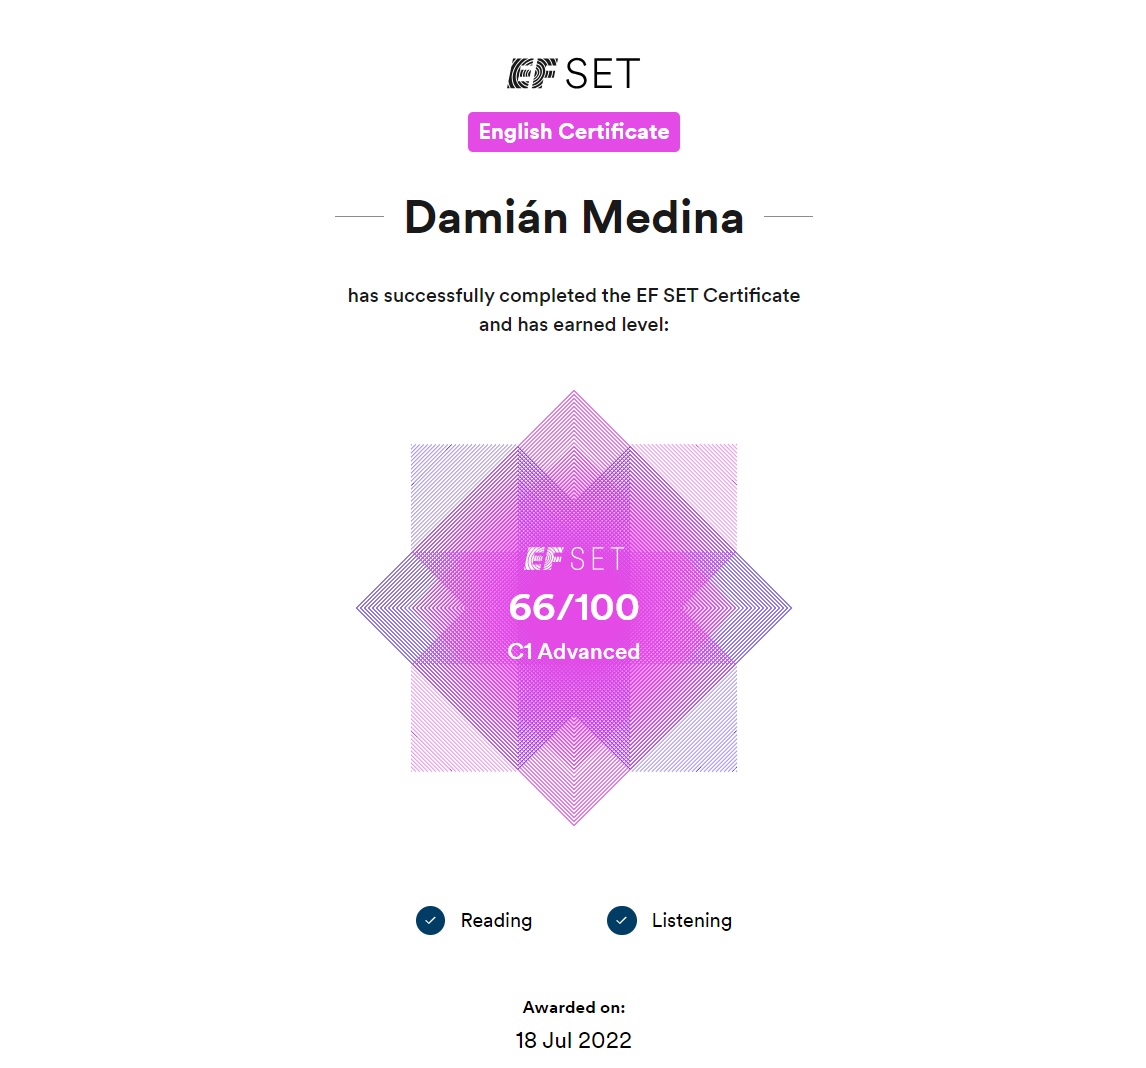 EF SET
English Certificate
Damián Medina
has successfully completed the EF SET Certificate
and has earned level:
EF SET
66/100
C1 Advanced
Reading
Listening
Awarded on:
18 Jul 2022